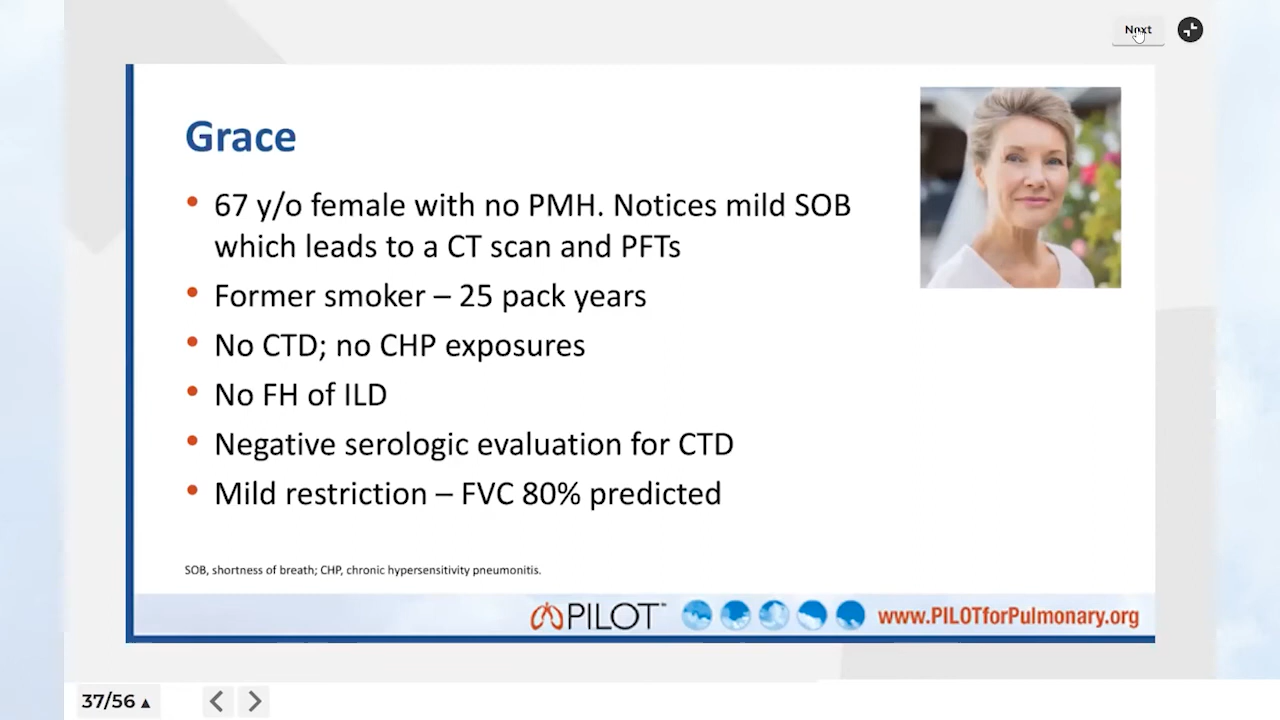 Next
Grace
• 67 y/o female with no PMH. Notices mild SOB
which leads to a CT scan and PFTs
• Former smoker – 25 pack years
• No CTD; no CHP exposures
• No FH of ILD
• Negative serologic evaluation for CTD
• Mild restriction – FVC 80% predicted
SOB, shortness of breath; CHP, chronic hypersensitivity pneumonitis.
PILOT™ www.PILOTforPulmonary.org
37/56 ▲